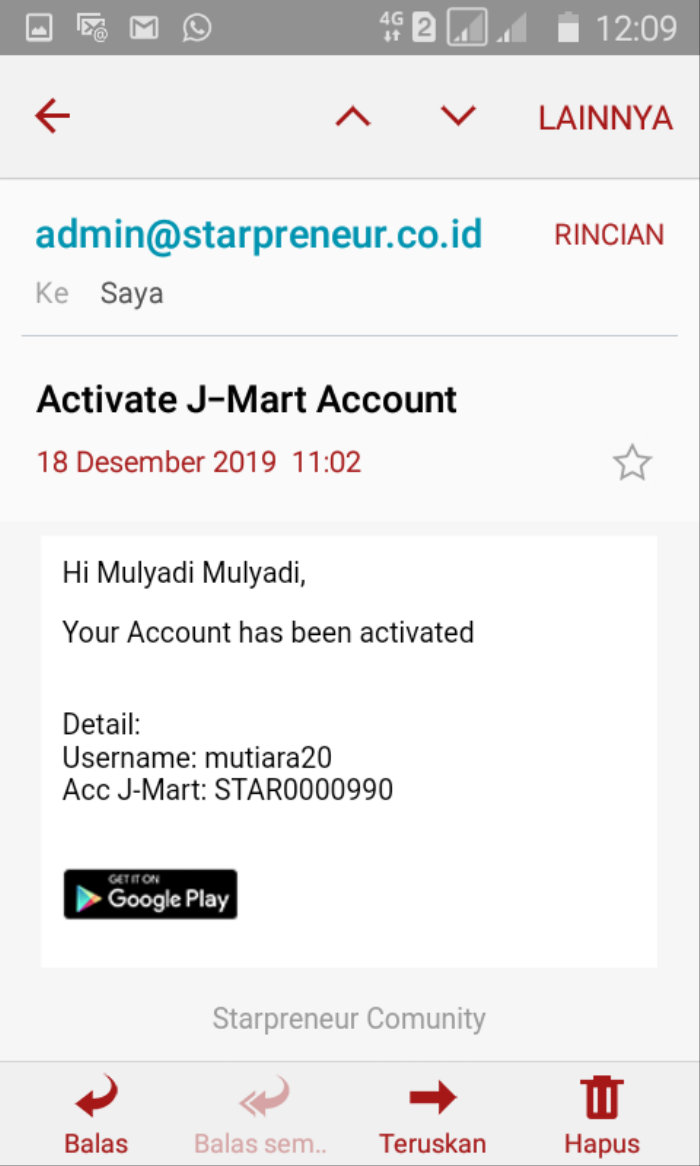 4G 2 12:09
LAINNYA
admin@starpreneur.co.id RINCIAN
Ke Saya
Activate J-Mart Account
18 Desember 2019 11:02
Hi Mulyadi Mulyadi,
Your Account has been activated
Detail:
Username: mutiara20
Acc J-Mart: STAR0000990
GET IT ON
Google Play
Starpreneur Comunity
Balas Balas sem.. Teruskan Hapus